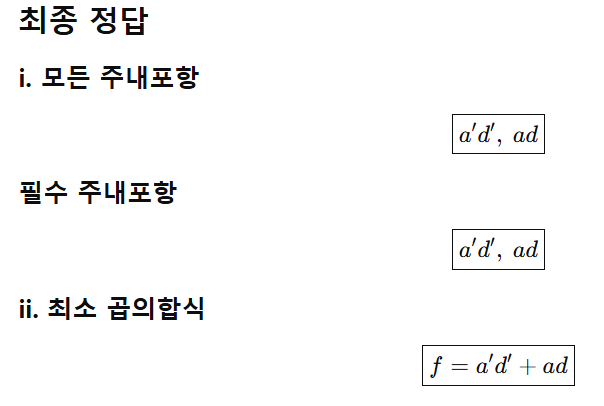 최종 정답
i. 모든 주내포항
a′d′, ad
필수 주내포항
a′d′, ad
ii. 최소 곱의합식
f = a′d′ + ad